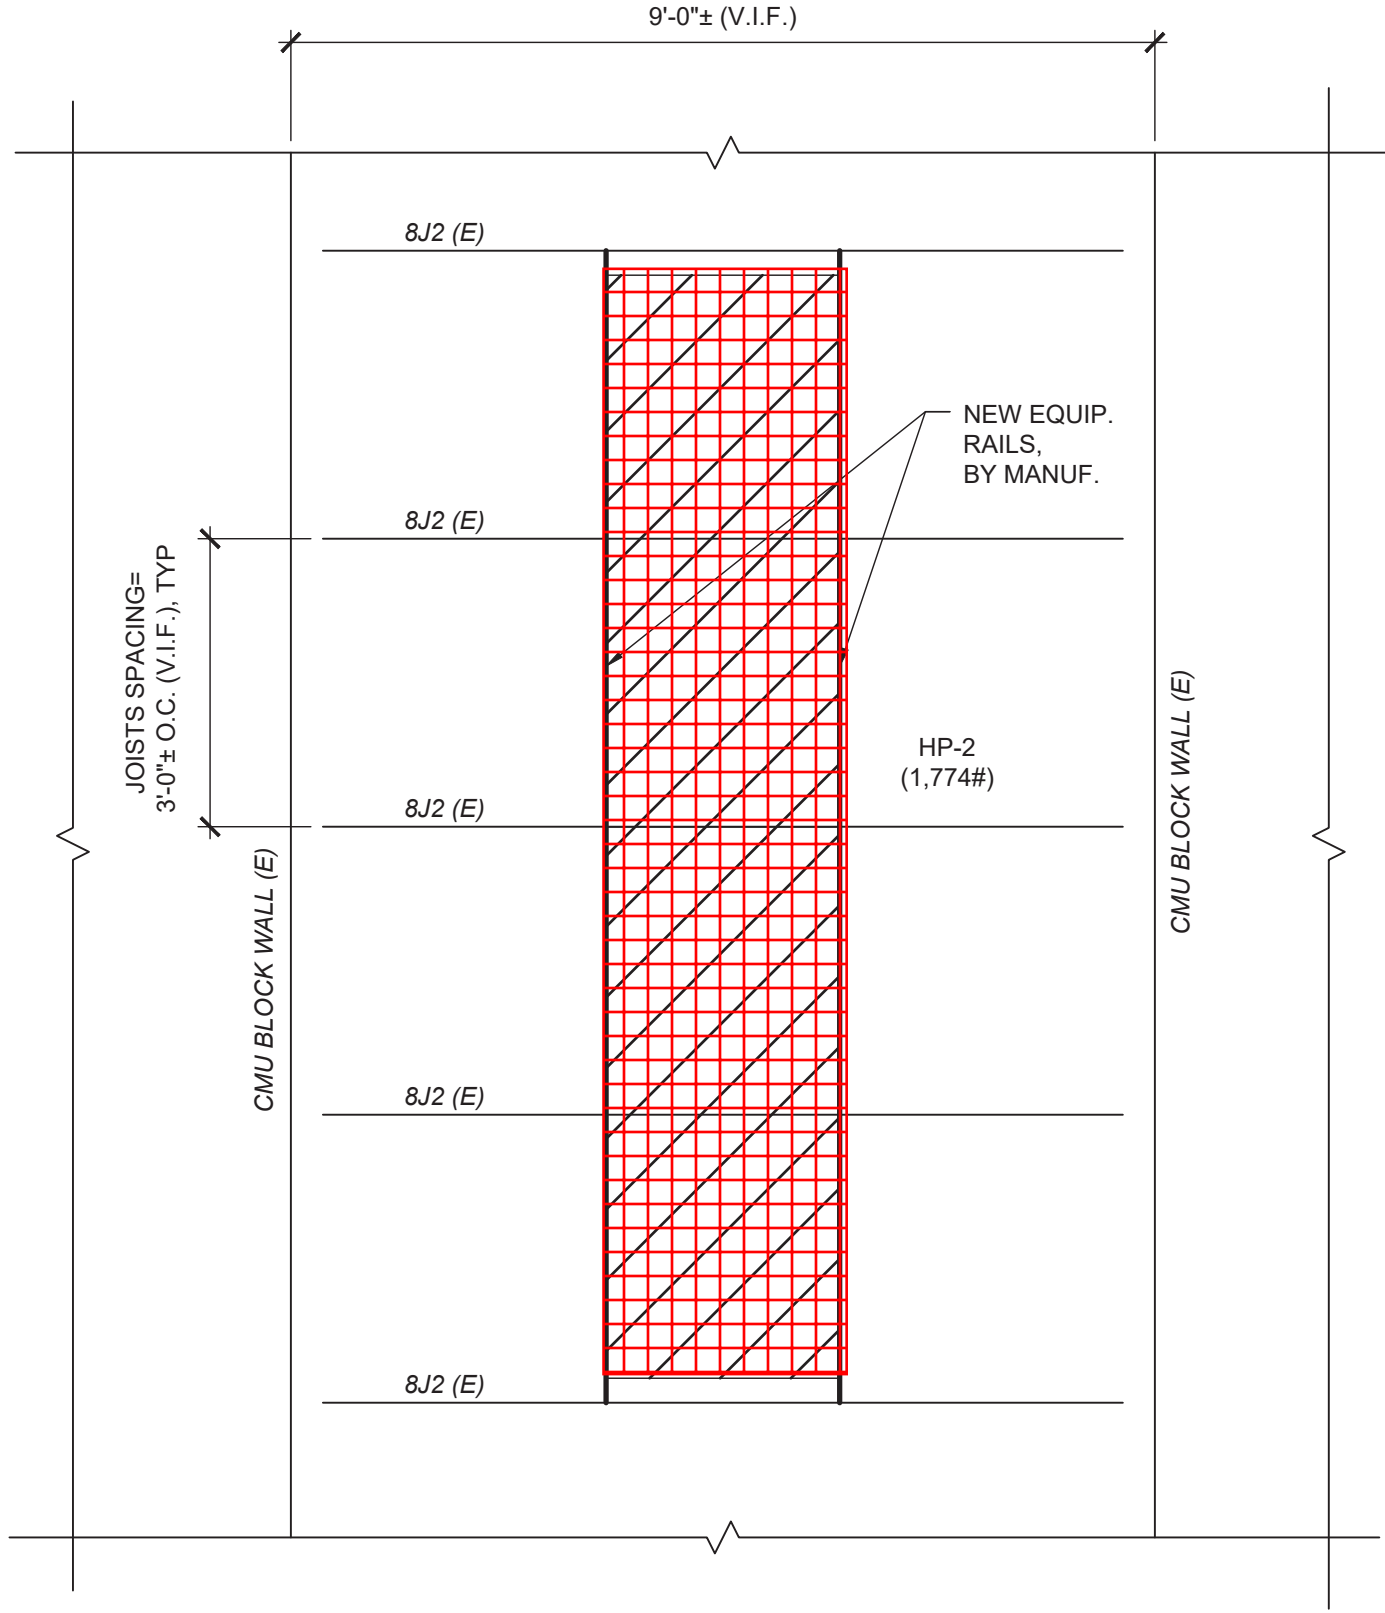 9'-0"± (V.I.F.)
8J2 (E)
NEW EQUIP.
RAILS,
BY MANUF.
8J2 (E)
JOISTS SPACING=
3'-0"± O.C. (V.I.F.), TYP
HP-2
(1,774#)
CMU BLOCK WALL (E)
8J2 (E)
CMU BLOCK WALL (E)
8J2 (E)
8J2 (E)